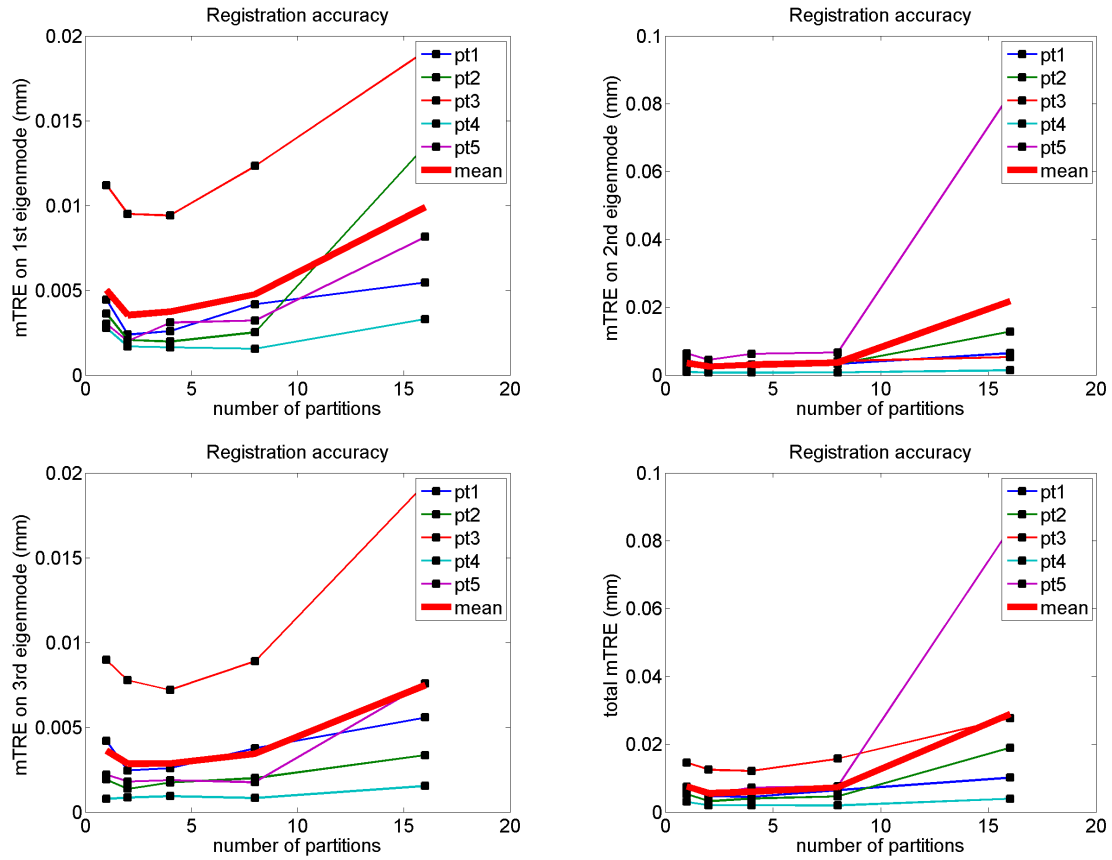 Registration accuracy
mTRE on 1st eigenmode (mm)
0.02
0.015
0.01
0.005
0
0
5
10
15
20
number of partitions
pt1
pt2
pt3
pt4
pt5
mean
Registration accuracy
mTRE on 2nd eigenmode (mm)
0.1
0.08
0.06
0.04
0.02
0
0
5
10
15
20
number of partitions
pt1
pt2
pt3
pt4
pt5
mean
Registration accuracy
mTRE on 3rd eigenmode (mm)
0.02
0.015
0.01
0.005
0
0
5
10
15
20
number of partitions
pt1
pt2
pt3
pt4
pt5
mean
Registration accuracy
total mTRE (mm)
0.1
0.08
0.06
0.04
0.02
0
0
5
10
15
20
number of partitions
pt1
pt2
pt3
pt4
pt5
mean